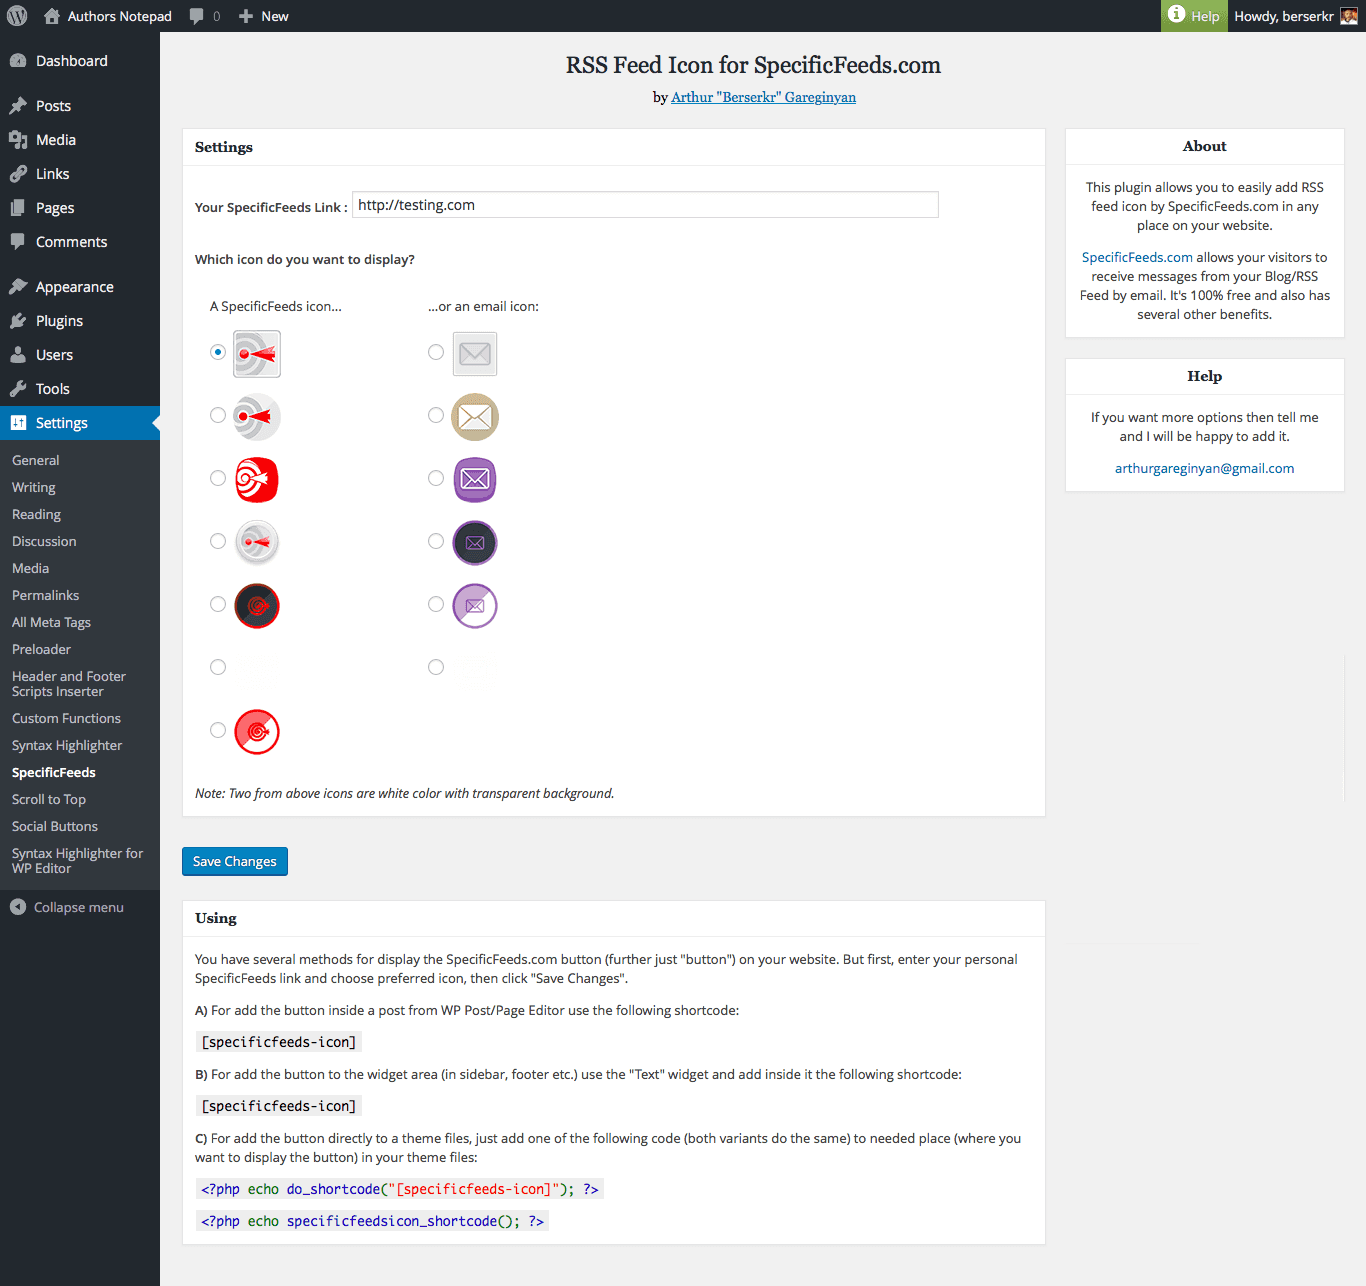 Authors Notepad
0
New
Help
Howdy, berserkr
Dashboard
Posts
Media
Links
Pages
Comments
Appearance
Plugins
Users
Tools
Settings
General
Writing
Reading
Discussion
Media
Permalinks
All Meta Tags
Preloader
Header and Footer
Scripts Inserter
Custom Functions
Syntax Highlighter
SpecificFeeds
Scroll to Top
Social Buttons
Syntax Highlighter for
WP Editor
Collapse menu
RSS Feed Icon for SpecificFeeds.com
by Arthur "Berserkr" Gareginyan
Settings
Your SpecificFeeds Link : http://testing.com
Which icon do you want to display?
A SpecificFeeds icon...
...or an email icon:
Note: Two from above icons are white color with transparent background.
Save Changes
Using
You have several methods for display the SpecificFeeds.com button (further just "button") on your website. But first, enter your personal
SpecificFeeds link and choose preferred icon, then click "Save Changes".
A) For add the button inside a post from WP Post/Page Editor use the following shortcode:
[specificfeeds-icon]
B) For add the button to the widget area (in sidebar, footer etc.) use the "Text" widget and add inside it the following shortcode:
[specificfeeds-icon]
C) For add the button directly to a theme files, just add one of the following code (both variants do the same) to needed place (where you
want to display the button) in your theme files:
<?php echo do_shortcode("[specificfeeds-icon]"); ?>
<?php echo specificfeedsicon_shortcode(); ?>
About
This plugin allows you to easily add RSS
feed icon by SpecificFeeds.com in any
place on your website.
SpecificFeeds.com allows your visitors to
receive messages from your Blog/RSS
Feed by email. It's 100% free and also has
several other benefits.
Help
If you want more options then tell me
and I will be happy to add it.
arthurgareginyan@gmail.com